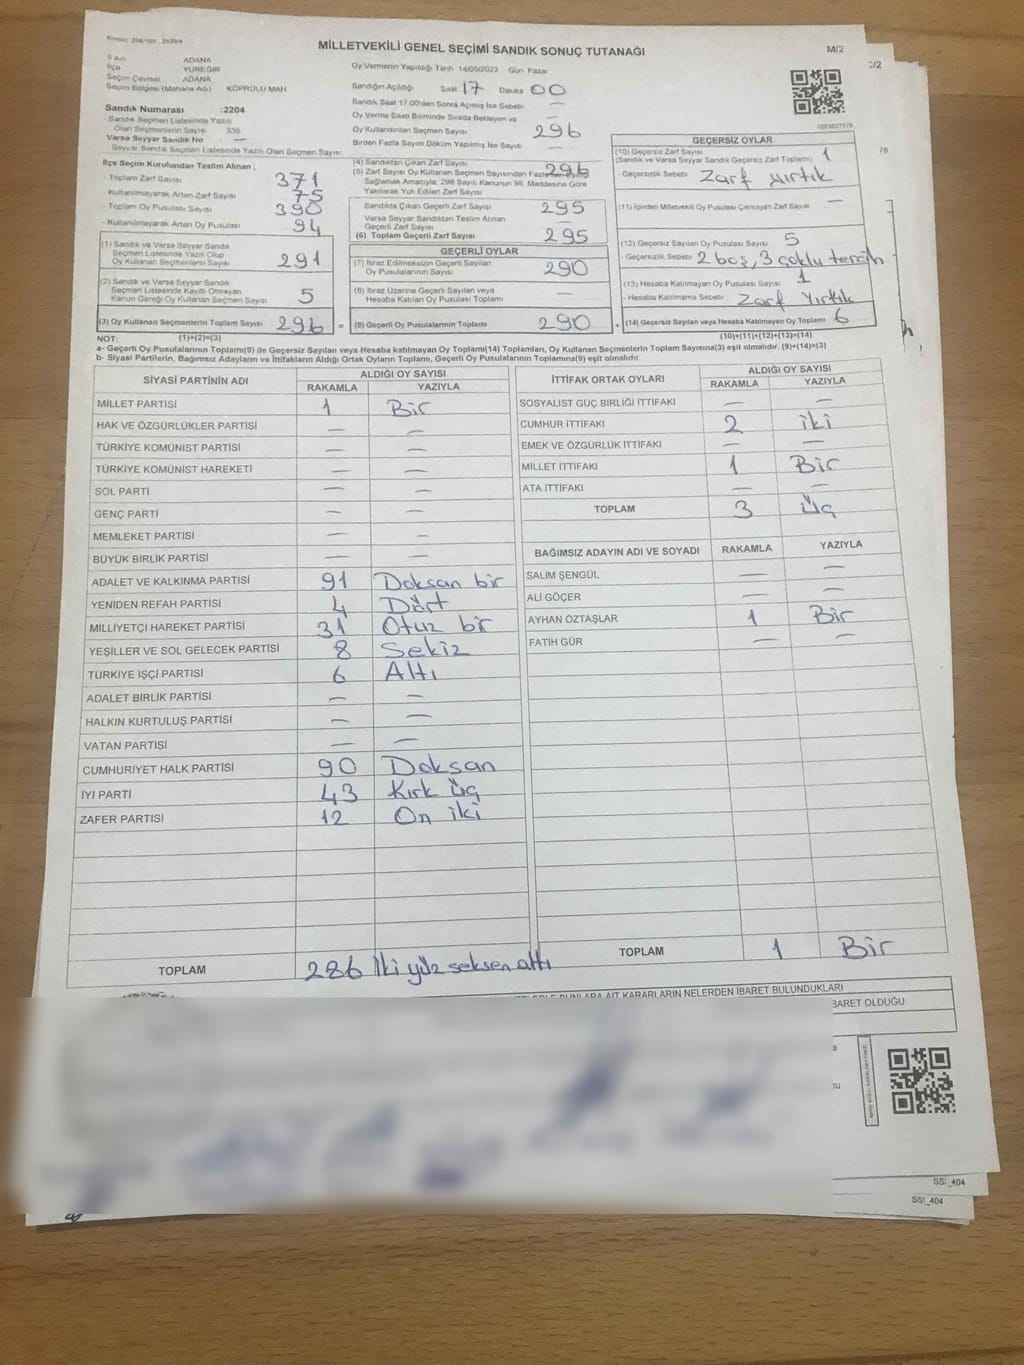 MİLLETVEKİLİ GENEL SEÇİMİ SANDIK SONUÇ TUTANAĞI
M/2
İl Adı ADANA
İlçe YÜREĞİR
Seçim Çevresi ADANA
Seçim Bölgesi (Mahalle Adı) KÖPRÜLÜ MAH
Sandık Numarası :2204
- Sandık Seçmen Listesinde Yazılı
Olan Seçmenlerin Sayısı 336
Varsa Seyyar Sandık No : —
- Seyyar Sandık Seçmen Listesinde Yazılı Olan Seçmen Sayısı:
Oy Vermenin Yapıldığı Tarih 14/05/2023 Gün Pazar
Sandığın Açıldığı Saat 17 Dakika 00
Sandık Saat 17:00'den Sonra Açılmış İse Sebebi —
Oy Verme Saati Bitiminde Sırada Bekleyen ve —
Oy Kullandırılan Seçmen Sayısı 296
Birden Fazla Sayım Döküm Yapılmış İse Sayısı —
İlçe Seçim Kurulundan Teslim Alınan ;
- Toplam Zarf Sayısı 371
- Kullanılmayarak Artan Zarf Sayısı 75
- Toplam Oy Pusulası Sayısı 390
- Kullanılmayarak Artan Oy Pusulası 94
(1) Sandık ve Varsa Seyyar Sandık
Seçmen Listesinde Yazılı Olup
Oy Kullanan Seçmenlerin Sayısı 291
(2) Sandık ve Varsa Seyyar Sandık
Seçmen Listesinde Kayıtlı Olmayan
Kanun Gereği Oy Kullanan Seçmen Sayısı 5
(3) Oy Kullanan Seçmenlerin Toplam Sayısı 296 =
(4) Sandıktan Çıkan Zarf Sayısı 296
(5) Zarf Sayısı Oy Kullanan Seçmen Sayısından Fazla
Sağlamak Amacıyla, 298 Sayılı Kanunun 98. Maddesine Göre
Yakılarak Yok Edilen Zarf Sayısı
Sandıkta Çıkan Geçerli Zarf Sayısı 295
Varsa Seyyar Sandıktan Teslim Alınan
Geçerli Zarf Sayısı —
(6) Toplam Geçerli Zarf Sayısı 295
GEÇERLİ OYLAR
(7) İtiraz Edilmeksizin Geçerli Sayılan
Oy Pusulalarının Sayısı 290
(8) İtiraz Üzerine Geçerli Sayılan veya
Hesaba Katılan Oy Pusulası Toplamı —
(9) Geçerli Oy Pusulalarının Toplamı 290 +
GEÇERSİZ OYLAR
(10) Geçersiz Zarf Sayısı 1
(Sandık ve Varsa Seyyar Sandık Geçersiz Zarf Toplamı)
- Geçersizlik Sebebi: Zarf yırtık
(11) İçinden Milletvekili Oy Pusulası Çıkmayan Zarf Sayısı —
(12) Geçersiz Sayılan Oy Pusulası Sayısı 5
- Geçersizlik Sebebi: 2 boş, 3 çoklu tercih
(13) Hesaba Katılmayan Oy Pusulası Sayısı 1
- Hesaba Katılmama Sebebi: Zarf Yırtık
(14) Geçersiz Sayılan veya Hesaba Katılmayan Oy Toplamı 6
NOT: (1)+(2)=(3) (10)+(11)+(12)+(13)=(14)
a- Geçerli Oy Pusulalarının Toplamı(9) ile Geçersiz Sayılan veya Hesaba katılmayan Oy Toplamı(14) Toplamları, Oy Kullanan Seçmenlerin Toplam Sayısına(3) eşit olmalıdır. (9)+(14)=(3)
b- Siyasi Partilerin, Bağımsız Adayların ve İttifakların Aldığı Ortak Oyların Toplamı, Geçerli Oy Pusulalarının Toplamına(9) eşit olmalıdır.
SİYASİ PARTİNİN ADI ALDIĞI OY SAYISI
RAKAMLA YAZIYLA
MİLLET PARTİSİ 1 Bir
HAK VE ÖZGÜRLÜKLER PARTİSİ — —
TÜRKİYE KOMÜNİST PARTİSİ — —
TÜRKİYE KOMÜNİST HAREKETİ — —
SOL PARTİ — —
GENÇ PARTİ — —
MEMLEKET PARTİSİ — —
BÜYÜK BİRLİK PARTİSİ — —
ADALET VE KALKINMA PARTİSİ 91 Doksan bir
YENİDEN REFAH PARTİSİ 4 Dört
MİLLİYETÇİ HAREKET PARTİSİ 31 Otuz bir
YEŞİLLER VE SOL GELECEK PARTİSİ 8 Sekiz
TÜRKİYE İŞÇİ PARTİSİ 6 Altı
ADALET BİRLİK PARTİSİ — —
HALKIN KURTULUŞ PARTİSİ — —
VATAN PARTİSİ — —
CUMHURİYET HALK PARTİSİ 90 Doksan
İYİ PARTİ 43 Kırk üç
ZAFER PARTİSİ 12 On iki
TOPLAM 286 İki yüz seksen altı
İTTİFAK ORTAK OYLARI ALDIĞI OY SAYISI
RAKAMLA YAZIYLA
SOSYALİST GÜÇ BİRLİĞİ İTTİFAKI — —
CUMHUR İTTİFAKI 2 iki
EMEK VE ÖZGÜRLÜK İTTİFAKI — —
MİLLET İTTİFAKI 1 Bir
ATA İTTİFAKI — —
TOPLAM 3 Üç
BAĞIMSIZ ADAYIN ADI VE SOYADI RAKAMLA YAZIYLA
SALİM ŞENGÜL — —
ALİ GÖÇER — —
AYHAN ÖZTAŞLAR 1 Bir
FATİH GÜR — —
TOPLAM 1 Bir
BUNLARA AİT KARARLARIN NELERDEN İBARET BULUNDUKLARI
İBARET OLDUĞU
SSİ_404
SSİ_404